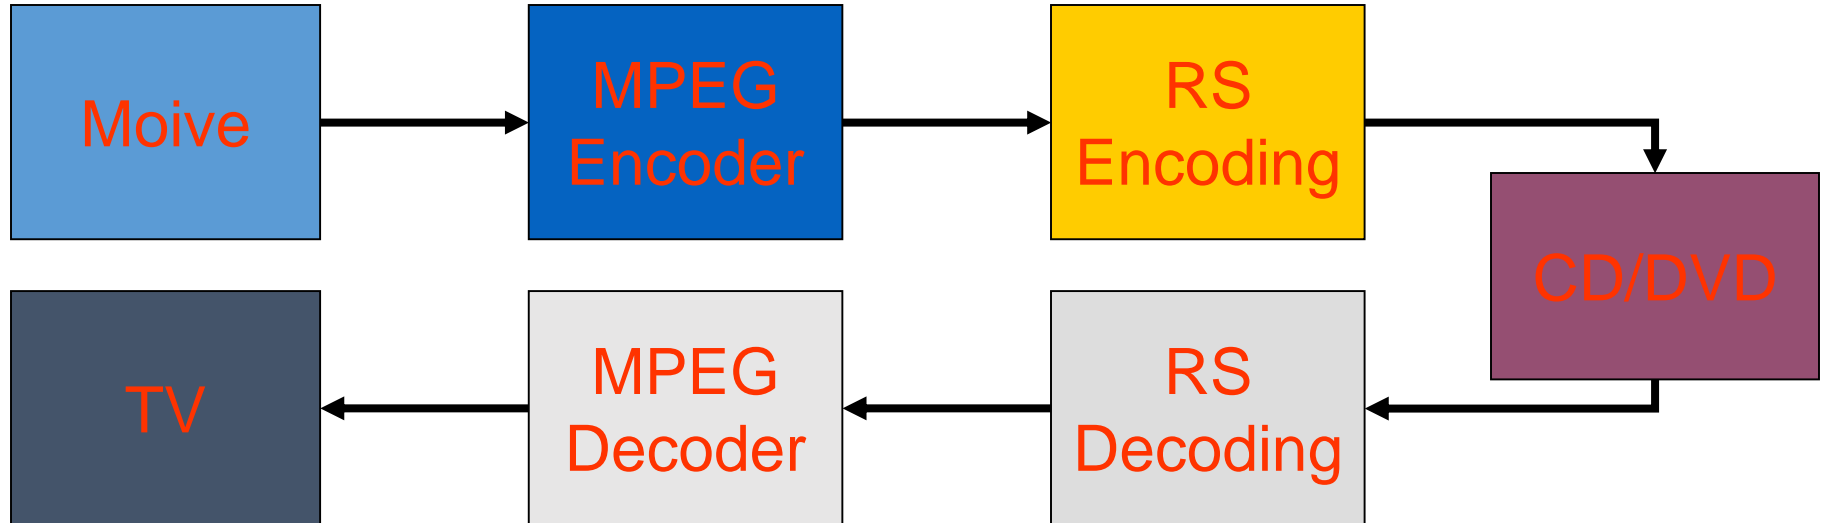 Moive
MPEG
Encoder
RS
Encoding
CD/DVD
TV
MPEG
Decoder
RS
Decoding